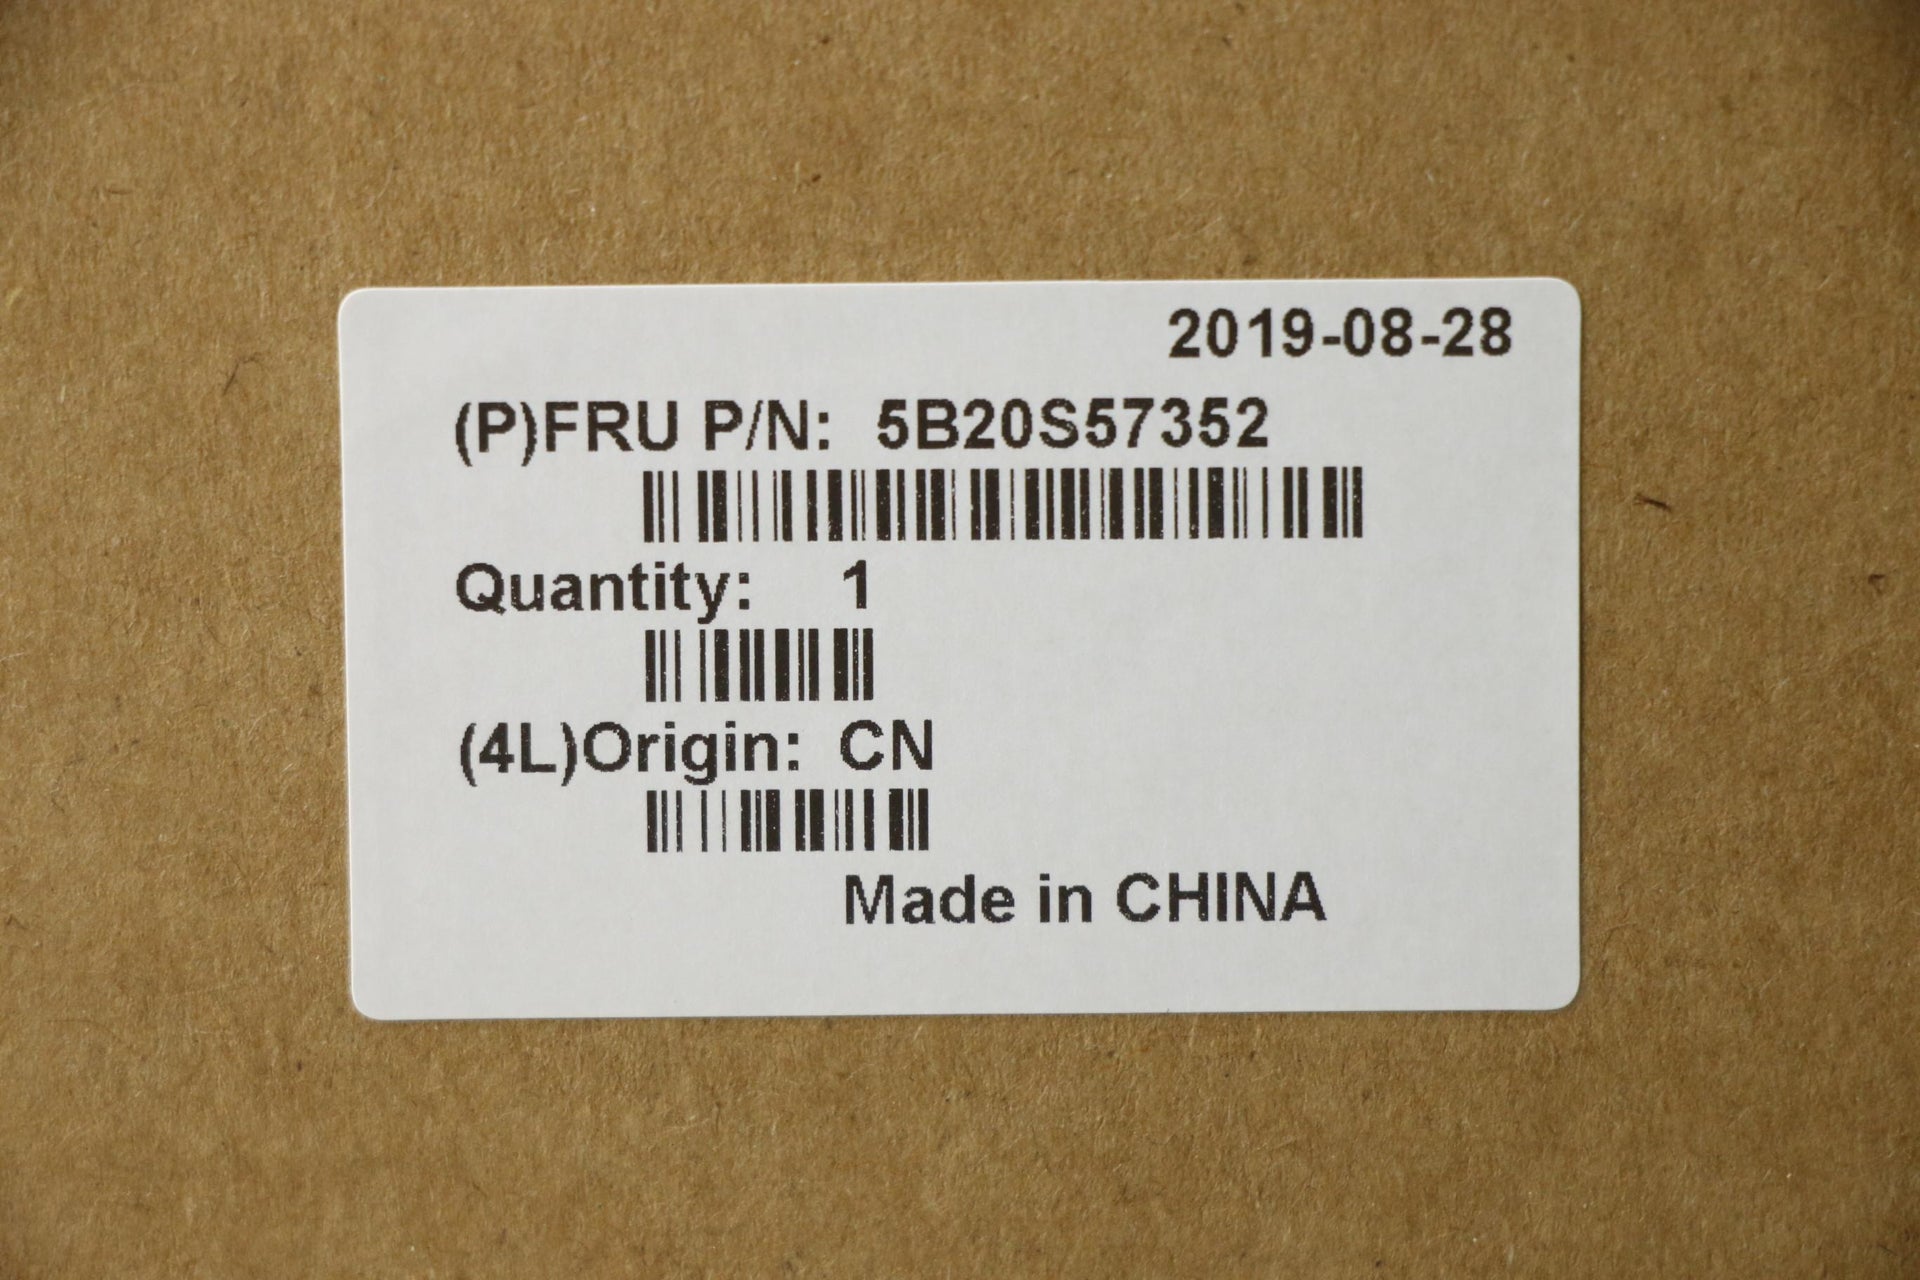 2019-08-28
(P)FRU P/N: 5B20S57352
Quantity: 1
(4L)Origin: CN
Made in CHINA